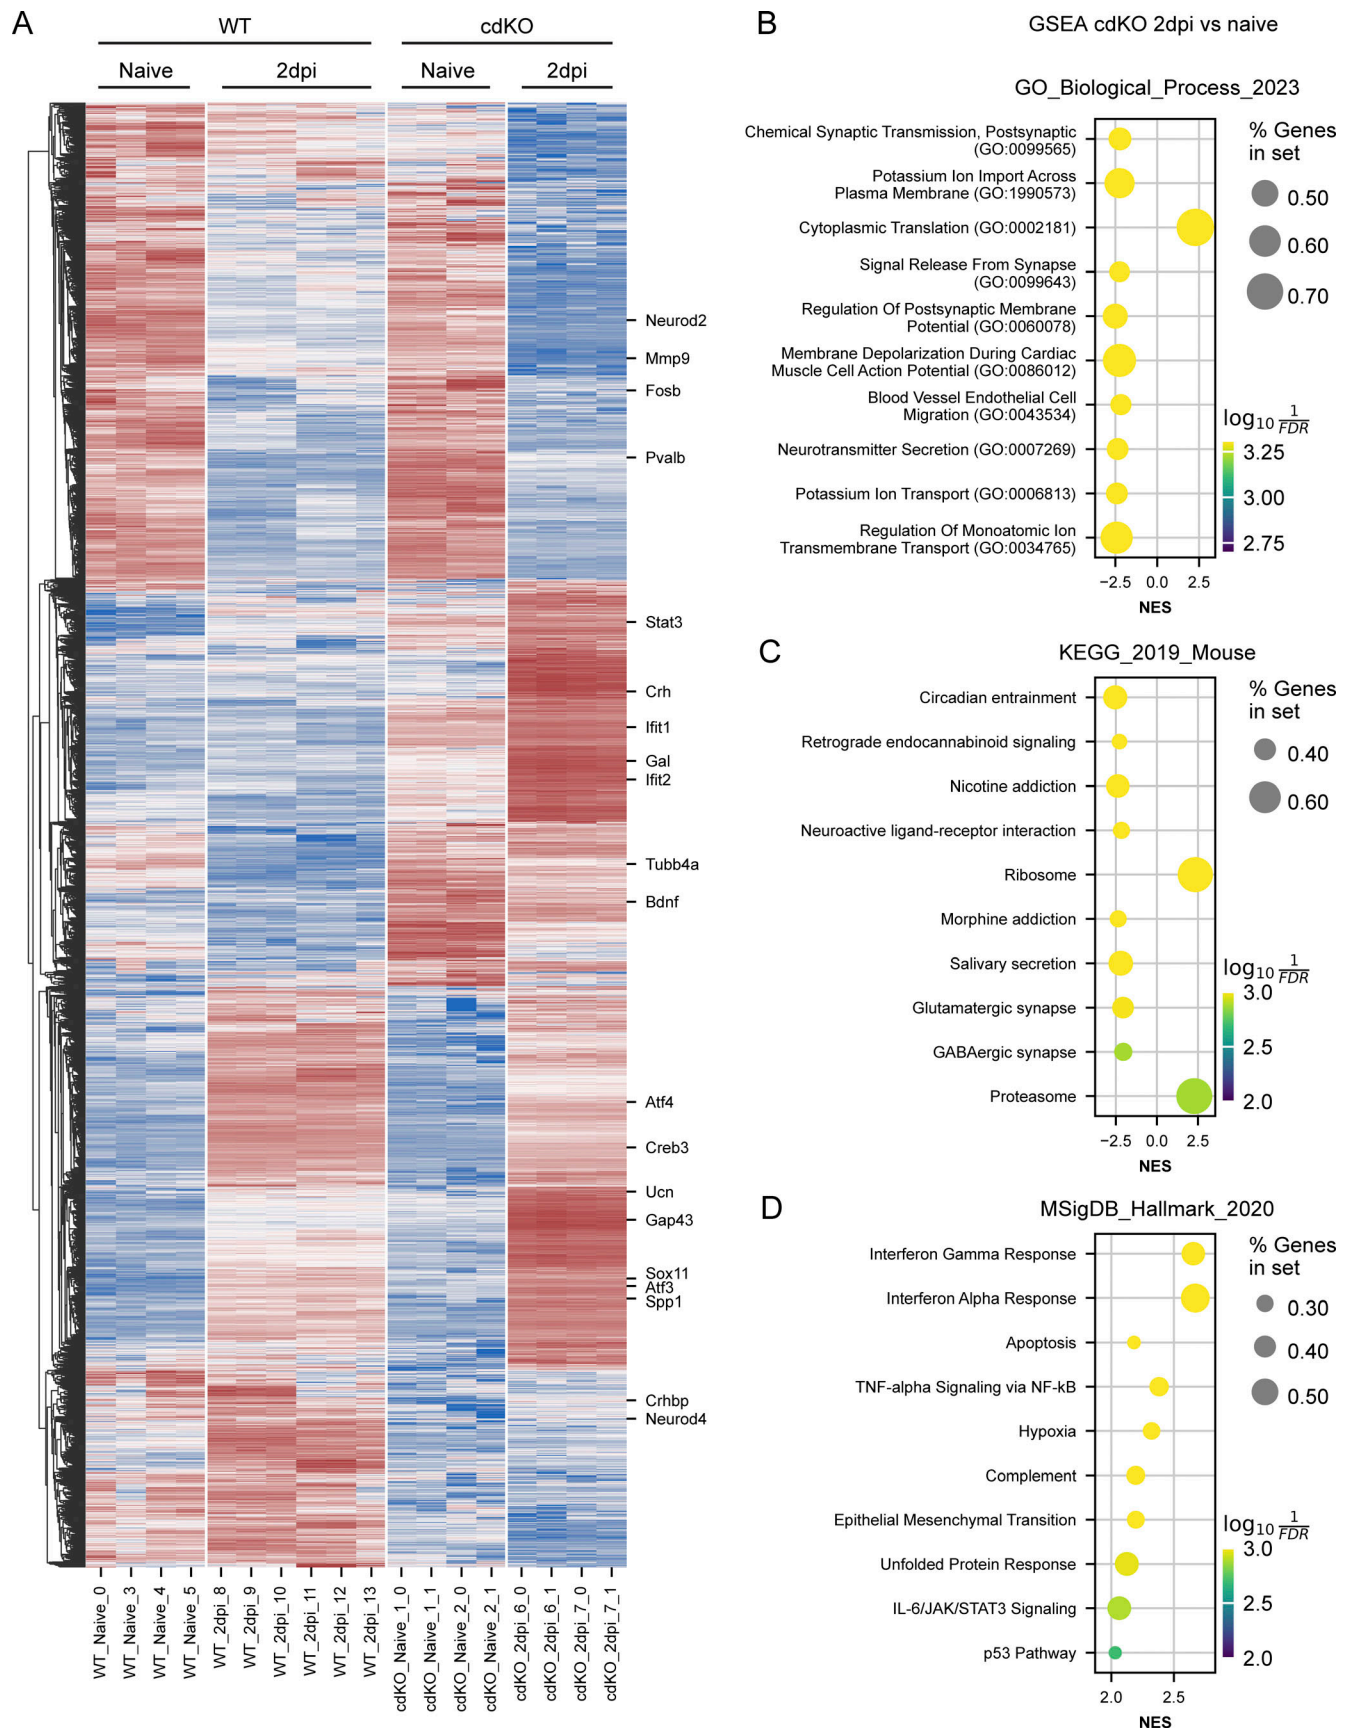 A
WT
cdKO
Naive
2dpi
Naive
2dpi
Neurod2
Mmp9
Fosb
Pvalb
Stat3
Crh
Ifit1
Gal
Ifit2
Tubb4a
Bdnf
Atf4
Creb3
Ucn
Gap43
Sox11
Atf3
Spp1
Crhbp
Neurod4
WT_Naive_0
WT_Naive_3
WT_Naive_4
WT_Naive_5
WT_2dpi_8
WT_2dpi_9
WT_2dpi_10
WT_2dpi_11
WT_2dpi_12
WT_2dpi_13
cdKO_Naive_1_0
cdKO_Naive_1_1
cdKO_Naive_2_0
cdKO_Naive_2_1
cdKO_2dpi_6_0
cdKO_2dpi_6_1
cdKO_2dpi_7_0
cdKO_2dpi_7_1
B
GSEA cdKO 2dpi vs naive
GO_Biological_Process_2023
Chemical Synaptic Transmission, Postsynaptic
(GO:0099565)
Potassium Ion Import Across
Plasma Membrane (GO:1990573)
Cytoplasmic Translation (GO:0002181)
Signal Release From Synapse
(GO:0099643)
Regulation Of Postsynaptic Membrane
Potential (GO:0060078)
Membrane Depolarization During Cardiac
Muscle Cell Action Potential (GO:0086012)
Blood Vessel Endothelial Cell
Migration (GO:0043534)
Neurotransmitter Secretion (GO:0007269)
Potassium Ion Transport (GO:0006813)
Regulation Of Monoatomic Ion
Transmembrane Transport (GO:0034765)
−2.5 0.0 2.5
NES
% Genes
in set
0.50
0.60
0.70
log10 1/FDR
3.25
3.00
2.75
C
KEGG_2019_Mouse
Circadian entrainment
Retrograde endocannabinoid signaling
Nicotine addiction
Neuroactive ligand-receptor interaction
Ribosome
Morphine addiction
Salivary secretion
Glutamatergic synapse
GABAergic synapse
Proteasome
−2.5 0.0 2.5
NES
% Genes
in set
0.40
0.60
log10 1/FDR
3.0
2.5
2.0
D
MSigDB_Hallmark_2020
Interferon Gamma Response
Interferon Alpha Response
Apoptosis
TNF-alpha Signaling via NF-kB
Hypoxia
Complement
Epithelial Mesenchymal Transition
Unfolded Protein Response
IL-6/JAK/STAT3 Signaling
p53 Pathway
2.0 2.5
NES
% Genes
in set
0.30
0.40
0.50
log10 1/FDR
3.0
2.5
2.0